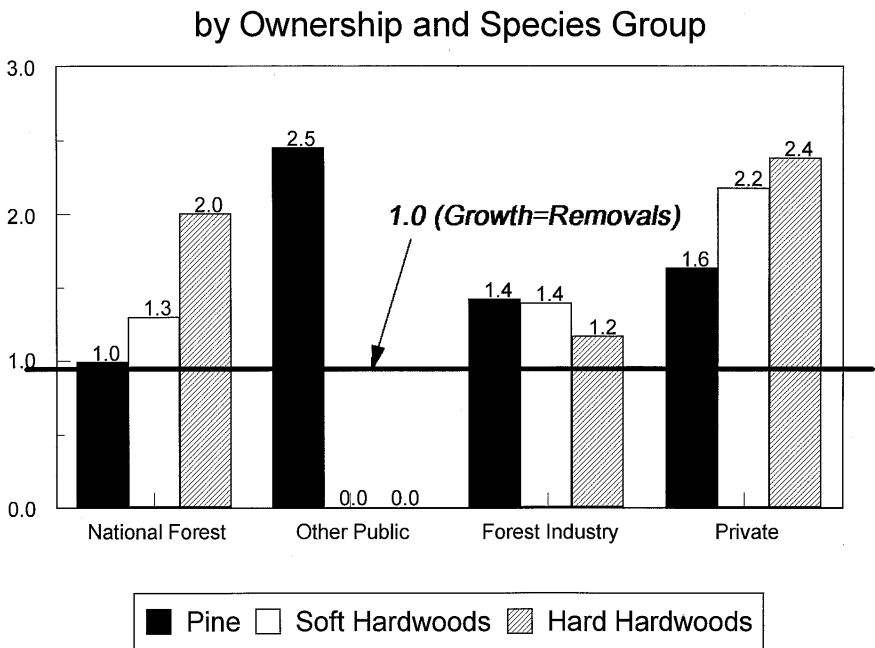 by Ownership and Species Group
3.0
2.0
1.0
0.0
2.5
2.4
2.2
2.0
1.0 (Growth=Removals)
1.6
1.4
1.4
1.3
1.2
1.0
0.0
0.0
National Forest
Other Public
Forest Industry
Private
Pine
Soft Hardwoods
Hard Hardwoods